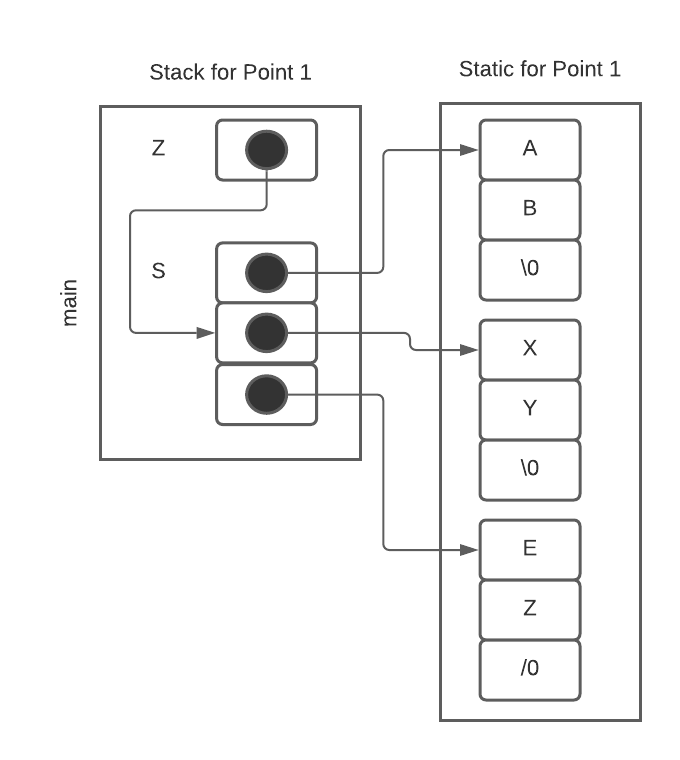 Stack for Point 1
Static for Point 1
main
Z
S
A
B
\0
X
Y
\0
E
Z
/0